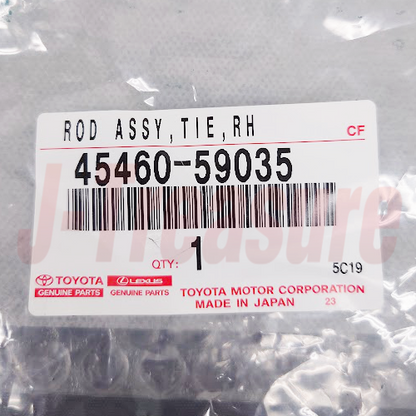 ROD ASSY,TIE,RH
CF
45460-59035
J-Treasure
QTY: 1
5C19
TOYOTA LEXUS
GENUINE PARTS GENUINE PARTS
TOYOTA MOTOR CORPORATION
MADE IN JAPAN 23